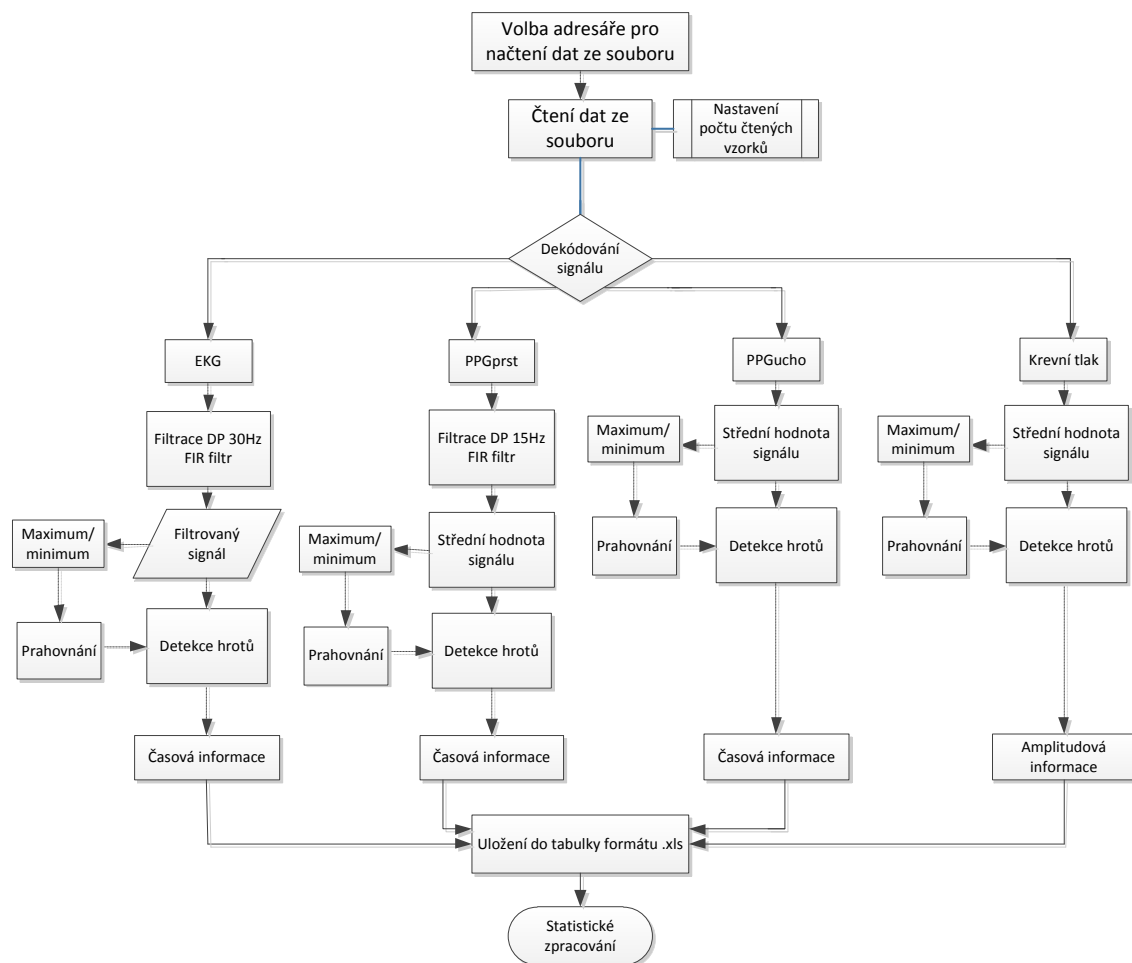 Volba adresáře pro
načtení dat ze souboru
Čtení dat ze
souboru
Nastavení
počtu čtených
vzorků
Dekódování
signálu
EKG
PPGprst
PPGucho
Krevní tlak
Filtrace DP 30Hz
FIR filtr
Filtrace DP 15Hz
FIR filtr
Maximum/
minimum
Střední hodnota
signálu
Maximum/
minimum
Střední hodnota
signálu
Maximum/
minimum
Filtrovaný
signál
Maximum/
minimum
Střední hodnota
signálu
Prahovnání
Detekce hrotů
Prahovnání
Detekce hrotů
Prahovnání
Detekce hrotů
Prahovnání
Detekce hrotů
Časová informace
Časová informace
Časová informace
Amplitudová
informace
Uložení do tabulky formátu .xls
Statistické
zpracování